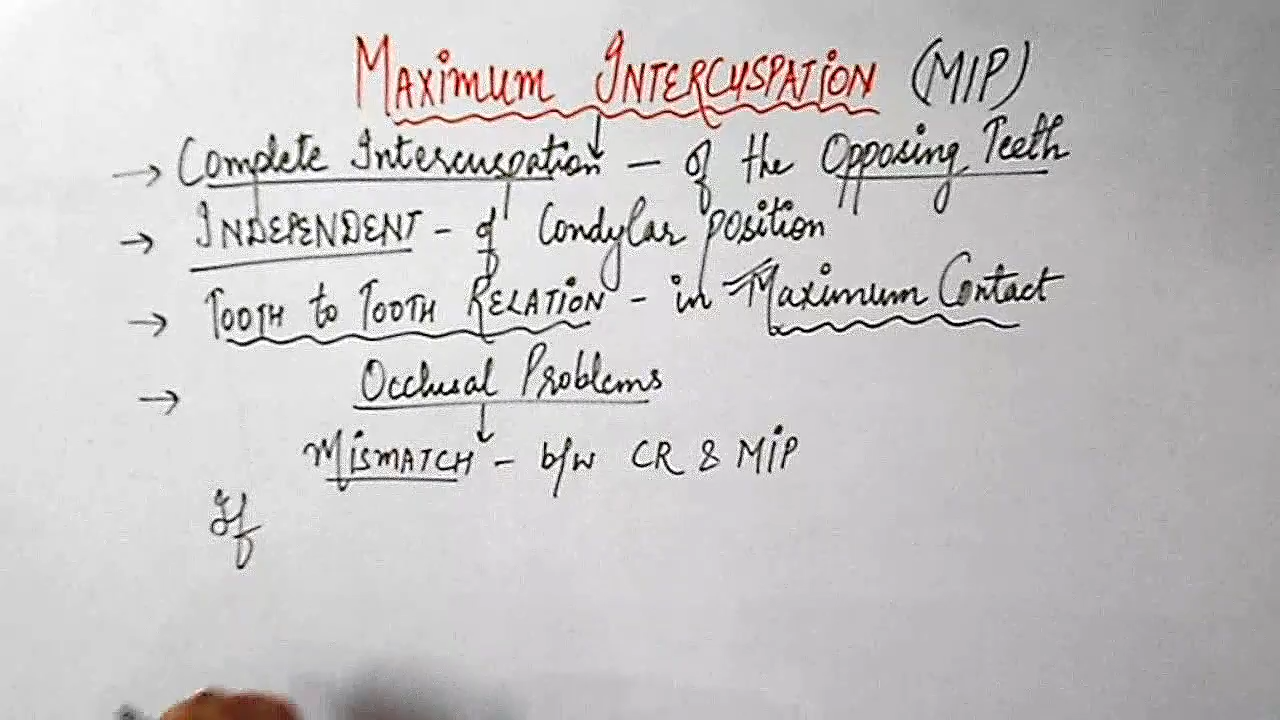 MAXIMUM INTERCUSPATION (MIP)
→ Complete Intercuspation – of the Opposing Teeth
→ INDEPENDENT – of Condylar position
→ TOOTH to TOOTH RELATION – in Maximum Contact
→ Occlusal Problems
MISMATCH – b/w CR & MIP
If